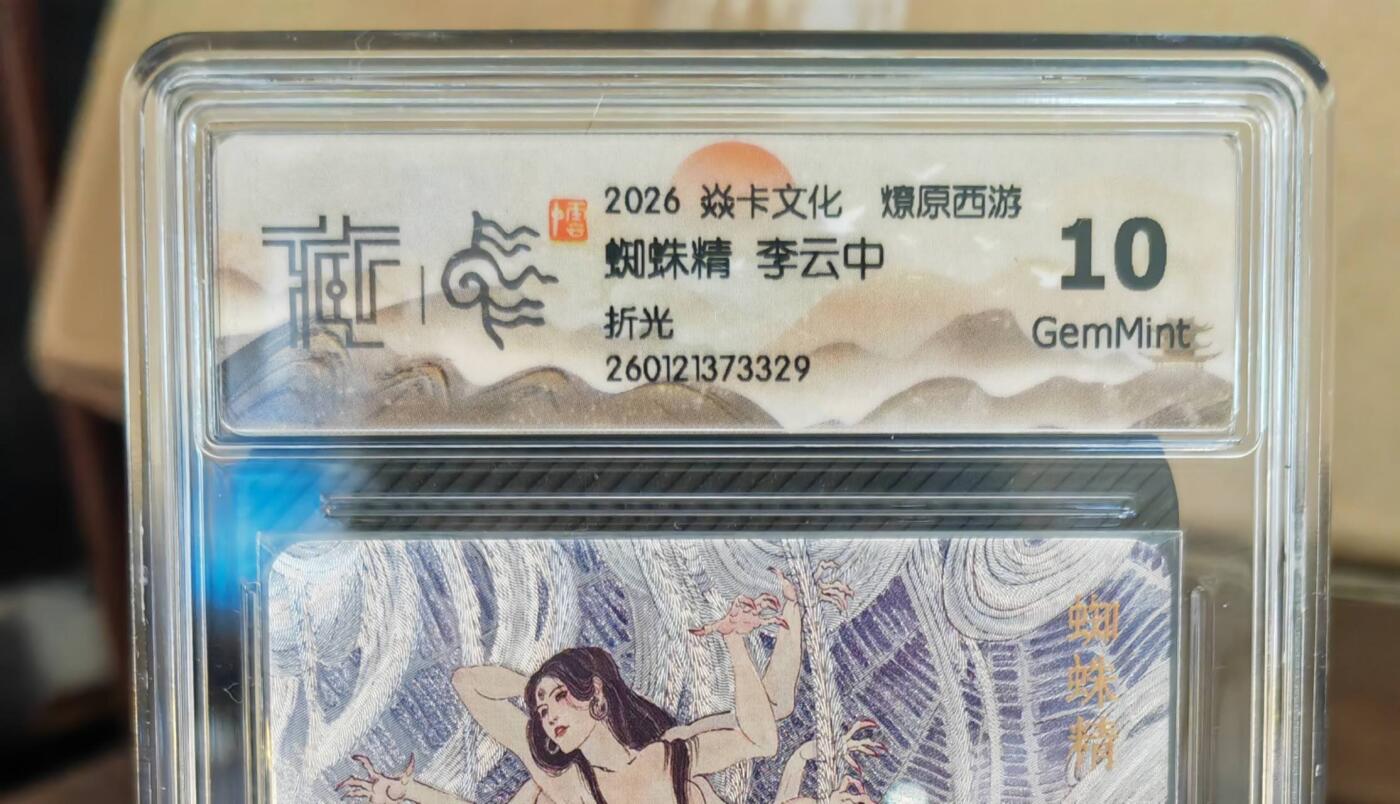 2026 焱卡文化 燎原西游
蜘蛛精 李云中
折光
260121373329
10
GemMint
蜘蛛精